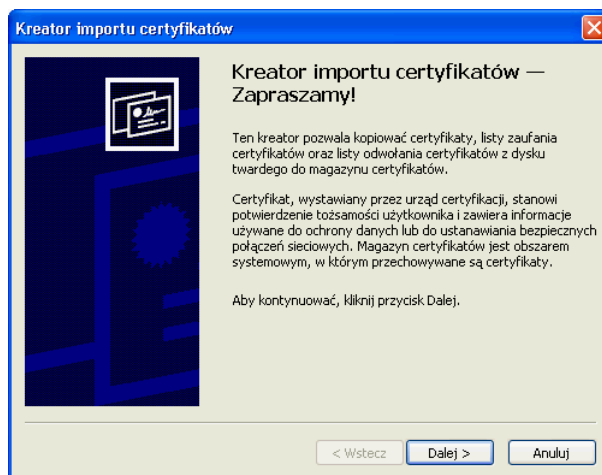 Kreator importu certyfikatów
Kreator importu certyfikatów —
Zapraszamy!
Ten kreator pozwala kopiować certyfikaty, listy zaufania
certyfikatów oraz listy odwołania certyfikatów z dysku
twardego do magazynu certyfikatów.
Certyfikat, wystawiany przez urząd certyfikacji, stanowi
potwierdzenie tożsamości użytkownika i zawiera informacje
używane do ochrony danych lub do ustanawiania bezpiecznych
połączeń sieciowych. Magazyn certyfikatów jest obszarem
systemowym, w którym przechowywane są certyfikaty.
Aby kontynuować, kliknij przycisk Dalej.
< Wstecz
Dalej >
Anuluj